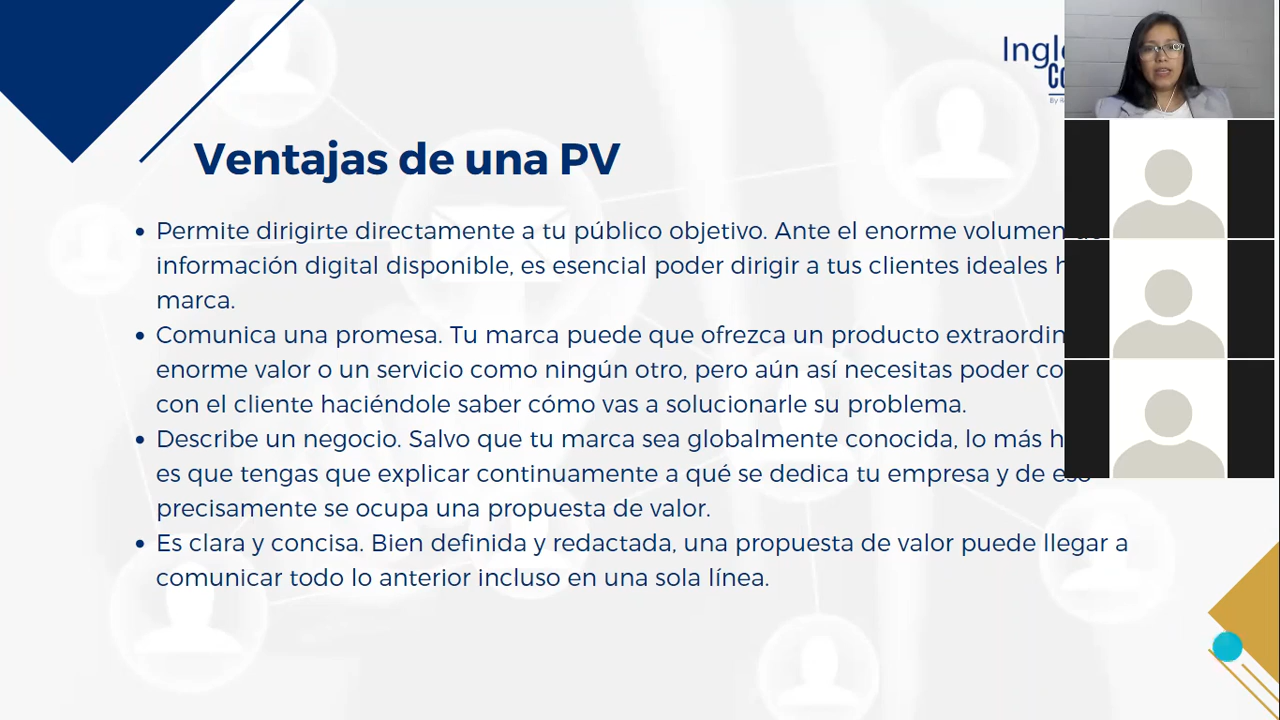 Ventajas de una PV
• Permite dirigirte directamente a tu público objetivo. Ante el enorme volumen
información digital disponible, es esencial poder dirigir a tus clientes ideales
marca.
• Comunica una promesa. Tu marca puede que ofrezca un producto
enorme valor o un servicio como ningún otro, pero aún así necesitas poder
con el cliente haciéndole saber cómo vas a solucionarle su problema.
• Describe un negocio. Salvo que tu marca sea globalmente conocida, lo más
es que tengas que explicar continuamente a qué se dedica tu empresa y de eso
precisamente se ocupa una propuesta de valor.
• Es clara y concisa. Bien definida y redactada, una propuesta de valor puede llegar a
comunicar todo lo anterior incluso en una sola línea.